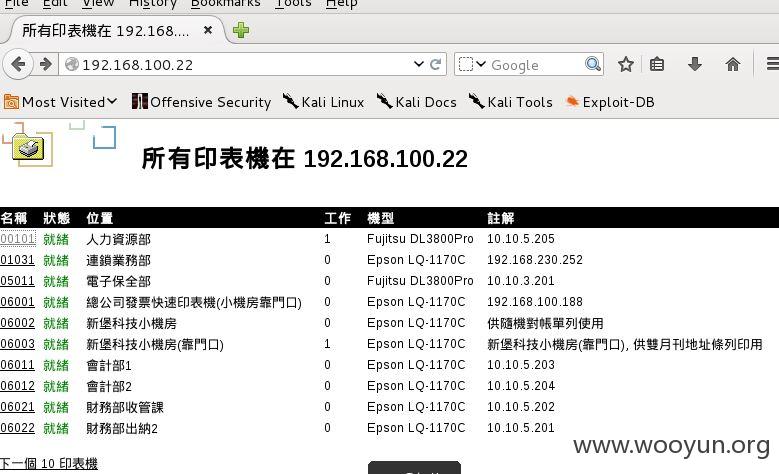 File Edit View History Bookmarks Tools Help
所有印表機在 192.168....
192.168.100.22 Google
Most Visited Offensive Security Kali Linux Kali Docs Kali Tools Exploit-DB
所有印表機在 192.168.100.22
名稱 狀態 位置 工作 機型 註解
00101 就緒 人力資源部 1 Fujitsu DL3800Pro 10.10.5.205
01031 就緒 連鎖業務部 0 Epson LQ-1170C 192.168.230.252
05011 就緒 電子保全部 0 Fujitsu DL3800Pro 10.10.3.201
06001 就緒 總公司發票快速印表機(小機房靠門口) 0 Epson LQ-1170C 192.168.100.188
06002 就緒 新堡科技小機房 0 Epson LQ-1170C 供隨機對帳單列使用
06003 就緒 新堡科技小機房(靠門口) 1 Epson LQ-1170C 新堡科技小機房(靠門口), 供雙月刊地址條列印用
06011 就緒 會計部1 0 Epson LQ-1170C 10.10.5.203
06012 就緒 會計部2 0 Epson LQ-1170C 10.10.5.204
06021 就緒 財務部收管課 0 Epson LQ-1170C 10.10.5.202
06022 就緒 財務部出納2 0 Epson LQ-1170C 10.10.5.201
下一個 10 印表機
www.wooyun.org